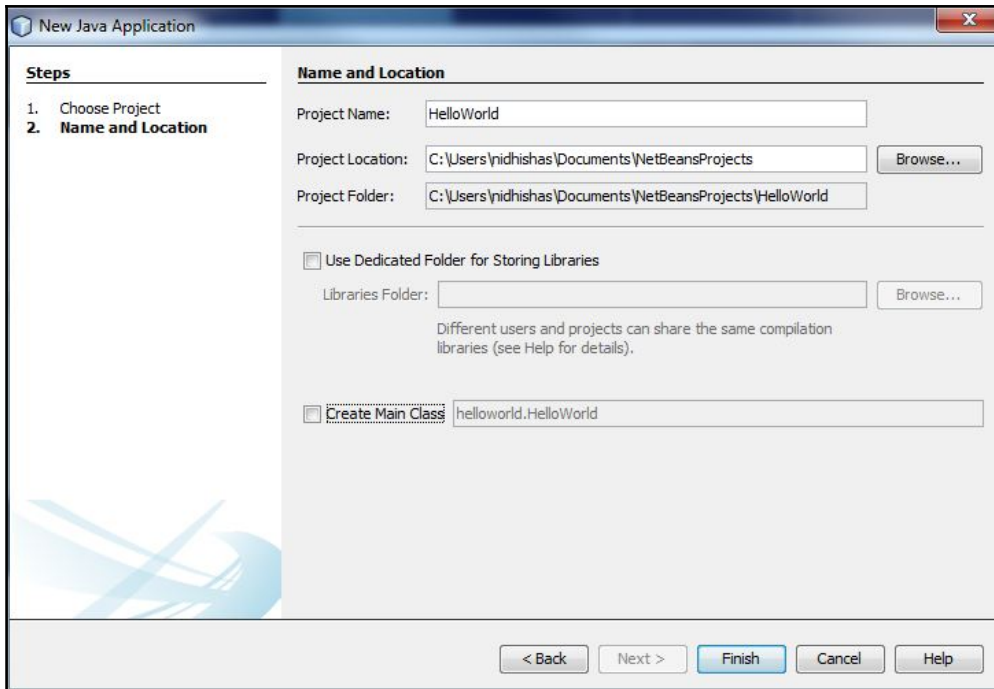 New Java Application
Steps
1. Choose Project
2. Name and Location
Name and Location
Project Name: HelloWorld
Project Location: C:\Users\nidhishas\Documents\NetBeansProjects Browse...
Project Folder: C:\Users\nidhishas\Documents\NetBeansProjects\HelloWorld
Use Dedicated Folder for Storing Libraries
Libraries Folder: Browse...
Different users and projects can share the same compilation
libraries (see Help for details).
Create Main Class helloworld.HelloWorld
< Back Next > Finish Cancel Help